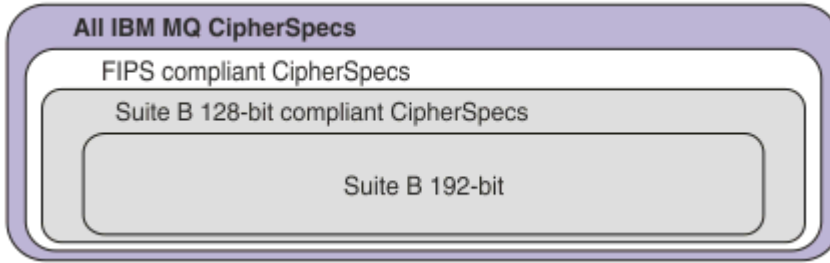 All IBM MQ CipherSpecs
FIPS compliant CipherSpecs
Suite B 128-bit compliant CipherSpecs
Suite B 192-bit